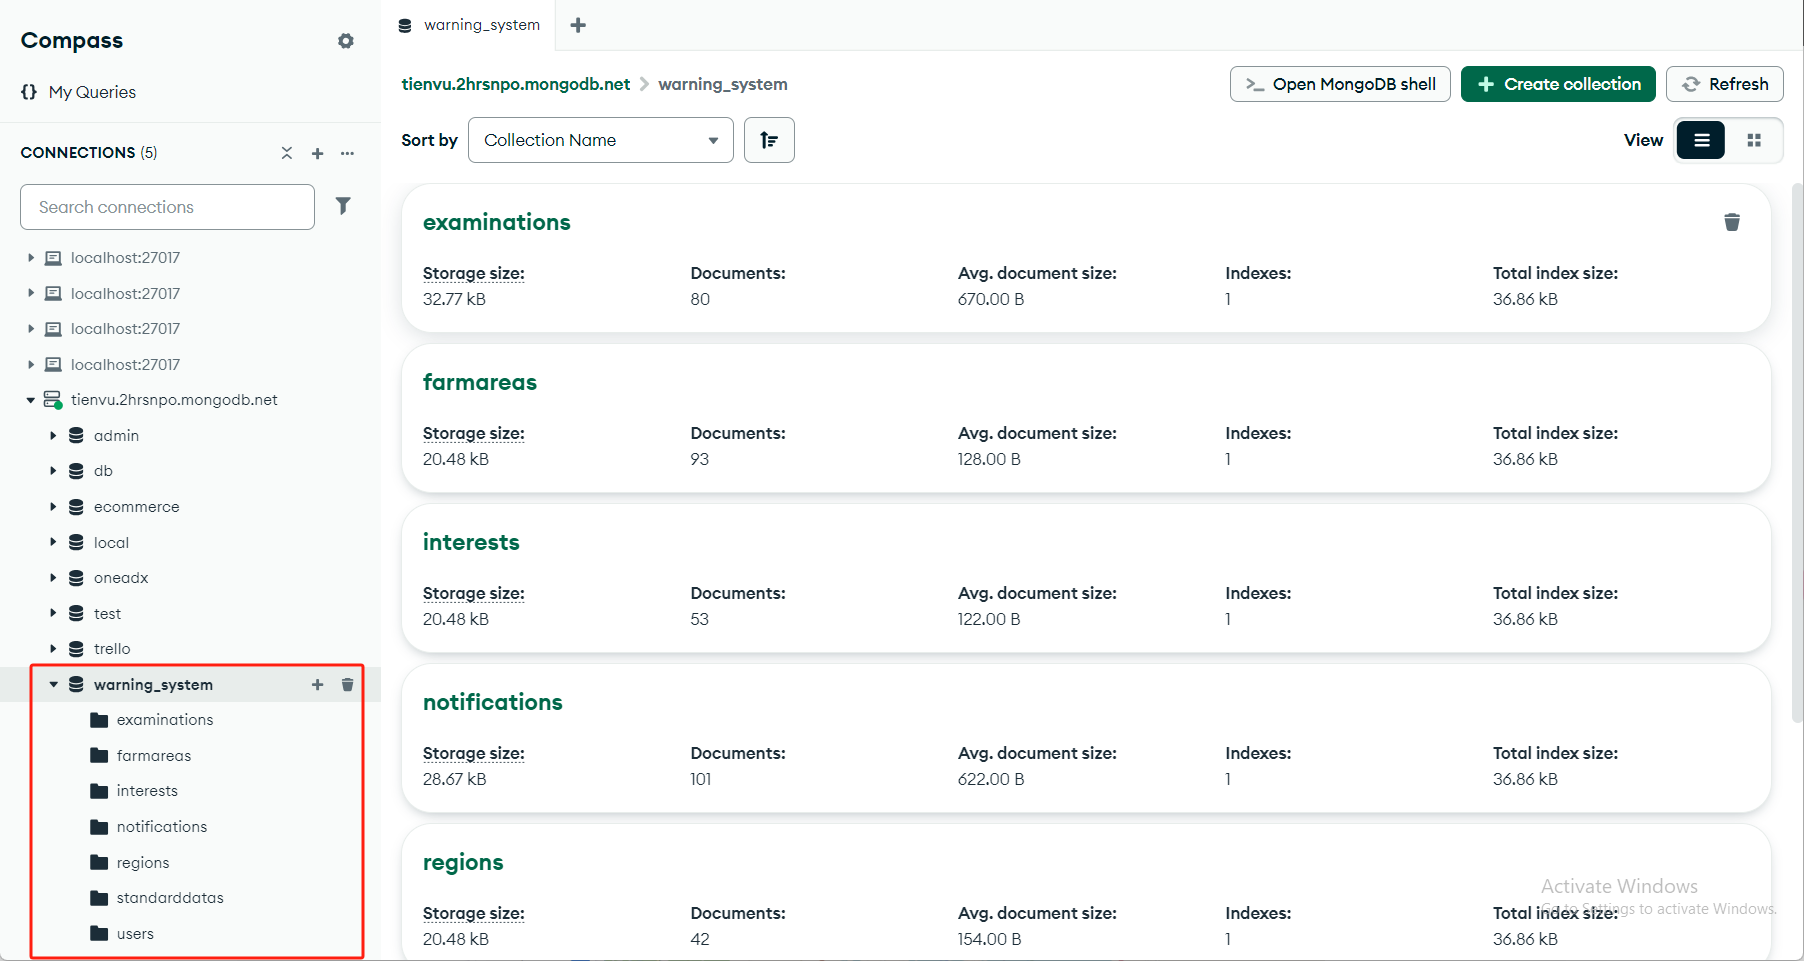 Compass
My Queries
CONNECTIONS (5)
Search connections
localhost:27017
localhost:27017
localhost:27017
localhost:27017
tienvu.2hrsnpo.mongodb.net
admin
db
ecommerce
local
oneadx
test
trello
warning_system
examinations
farmareas
interests
notifications
regions
standarddatas
users
warning_system
tienvu.2hrsnpo.mongodb.net > warning_system
Open MongoDB shell
Create collection
Refresh
Sort by Collection Name
View
examinations
Storage size: Documents: Avg. document size: Indexes: Total index size:
32.77 kB 80 670.00 B 1 36.86 kB
farmareas
Storage size: Documents: Avg. document size: Indexes: Total index size:
20.48 kB 93 128.00 B 1 36.86 kB
interests
Storage size: Documents: Avg. document size: Indexes: Total index size:
20.48 kB 53 122.00 B 1 36.86 kB
notifications
Storage size: Documents: Avg. document size: Indexes: Total index size:
28.67 kB 101 622.00 B 1 36.86 kB
regions
Storage size: Documents: Avg. document size: Indexes: Total index size:
20.48 kB 42 154.00 B 1 36.86 kB
Activate Windows
Go to Settings to activate Windows.